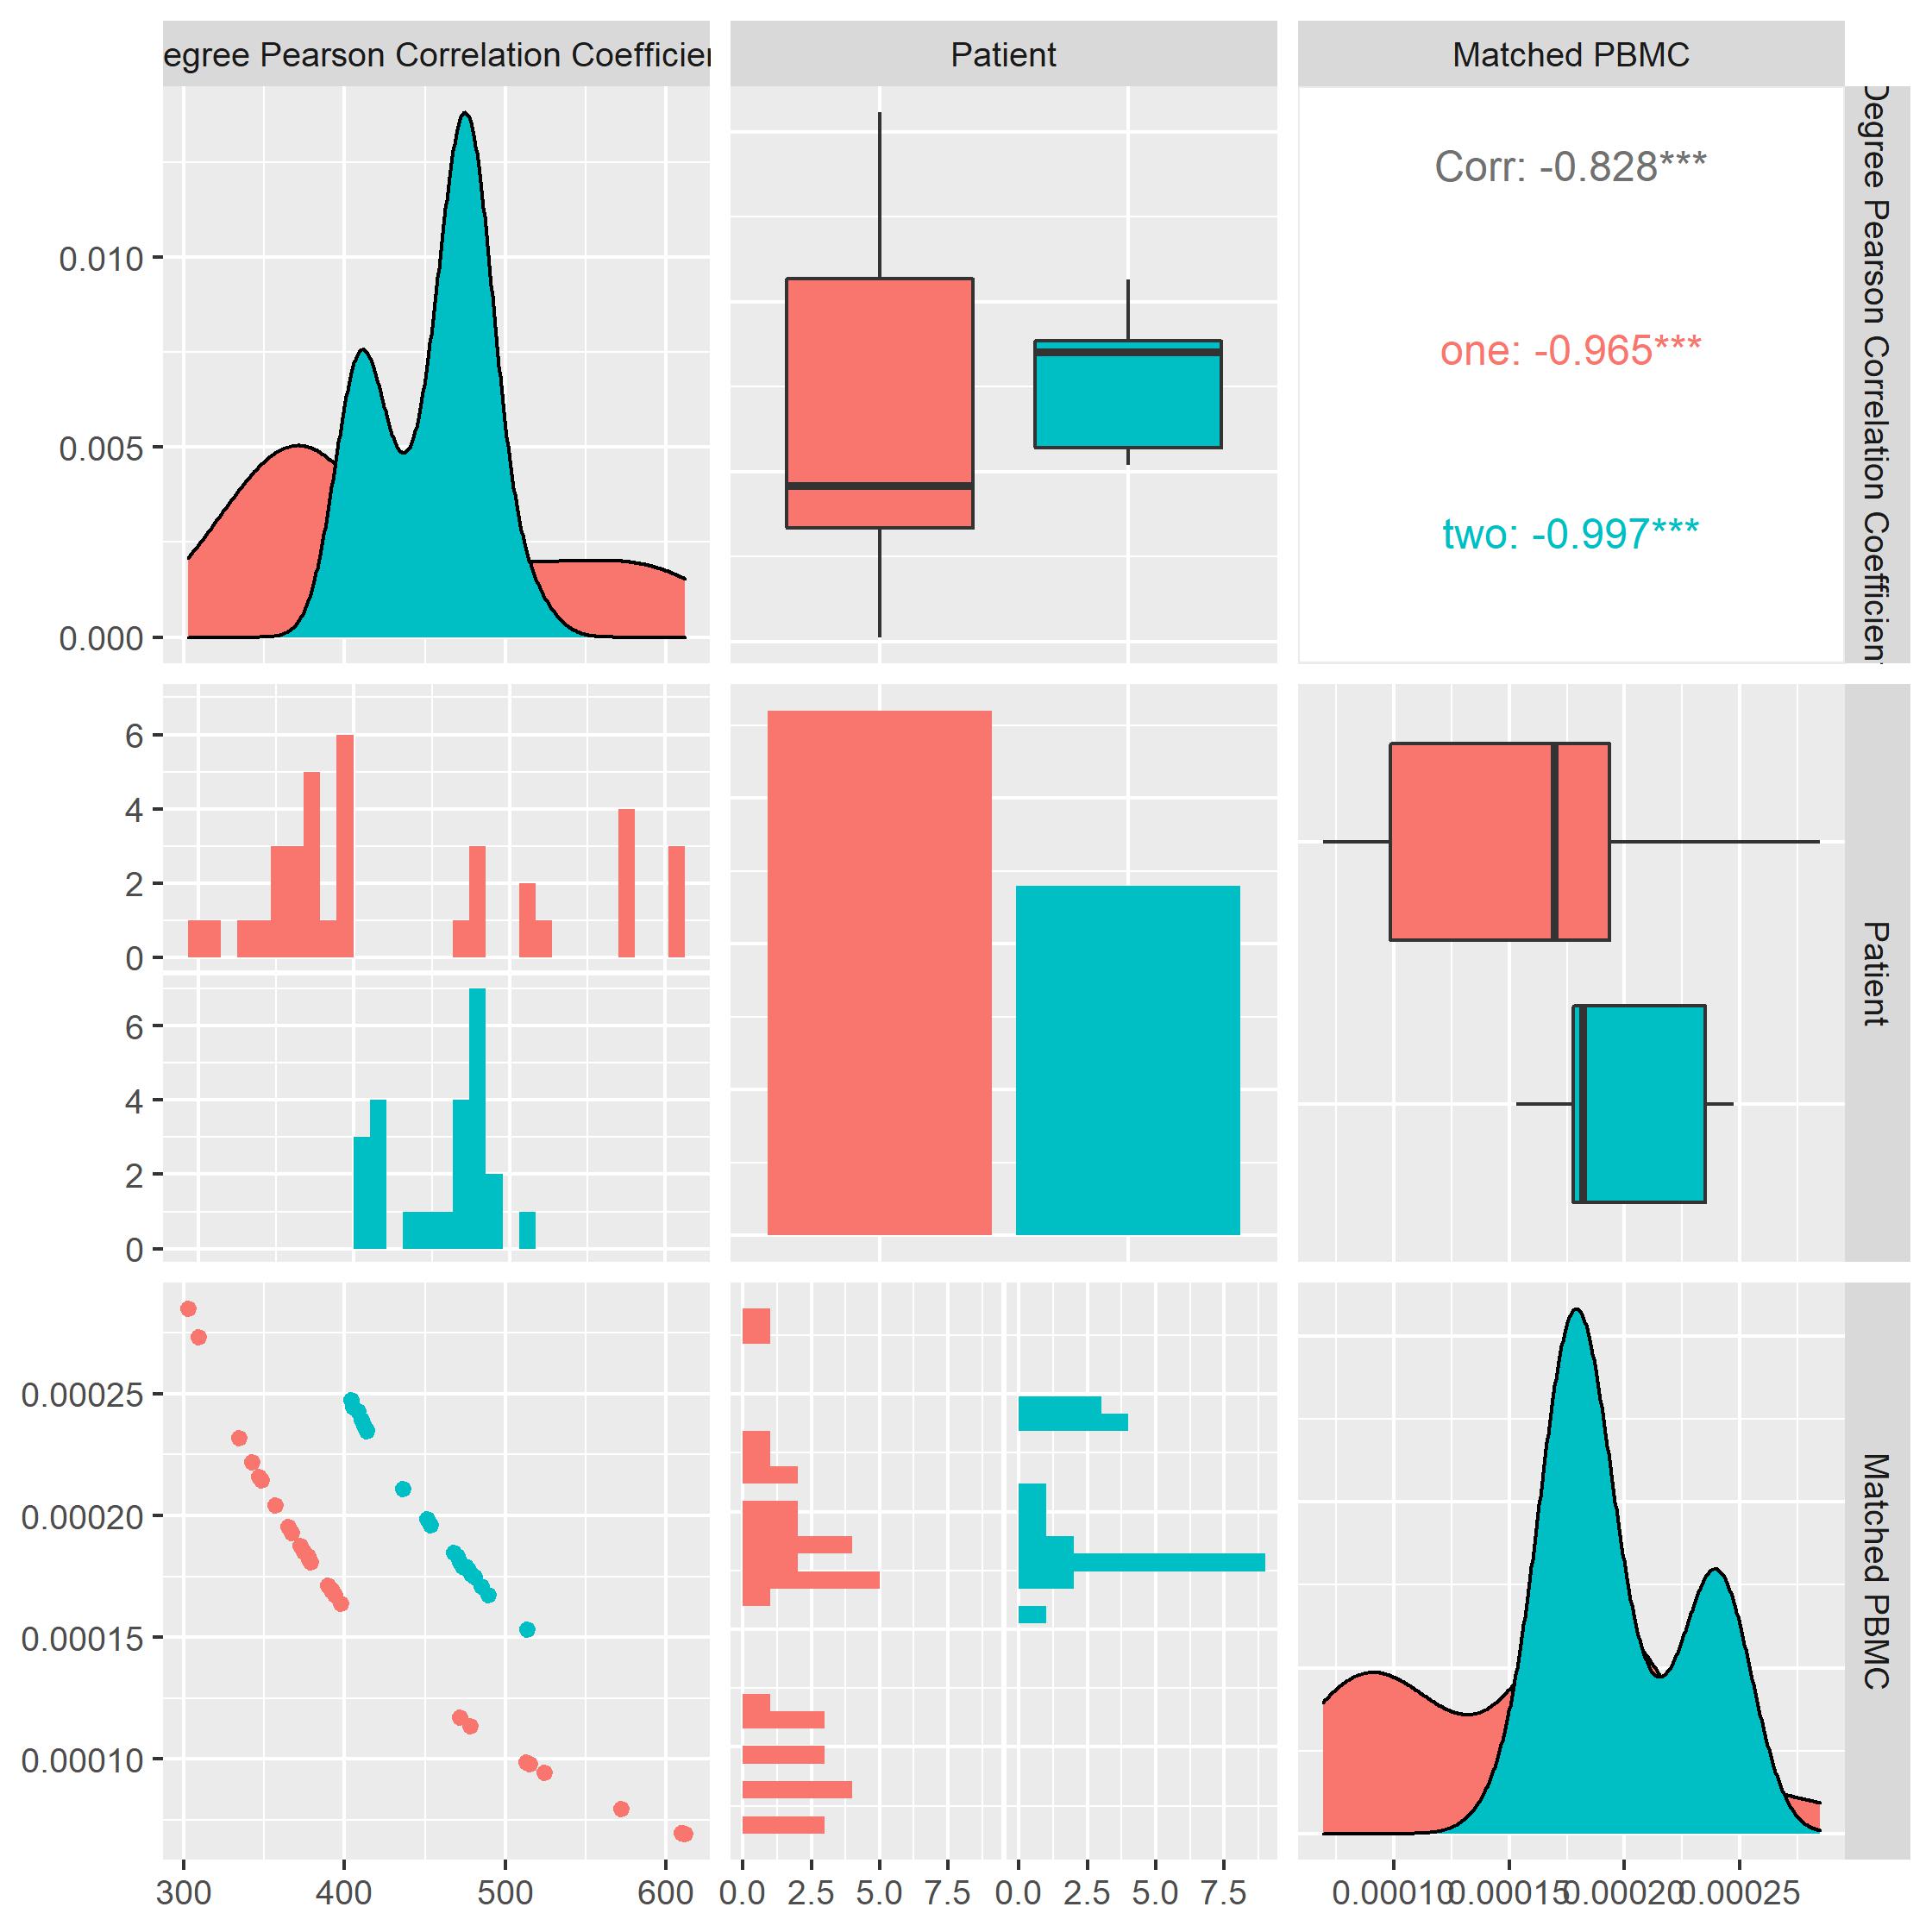 egree Pearson Correlation Coefficien
Patient
Matched PBMC
0.010
0.005
0.000
Corr: -0.828***
one: -0.965***
two: -0.997***
Degree Pearson Correlation Coefficien
6
4
2
0
6
4
2
0
Patient
0.00025
0.00020
0.00015
0.00010
Matched PBMC
300 400 500 600
0.0 2.5 5.0 7.5 0.0 2.5 5.0 7.5
0.00010 0.00015 0.00020 0.00025